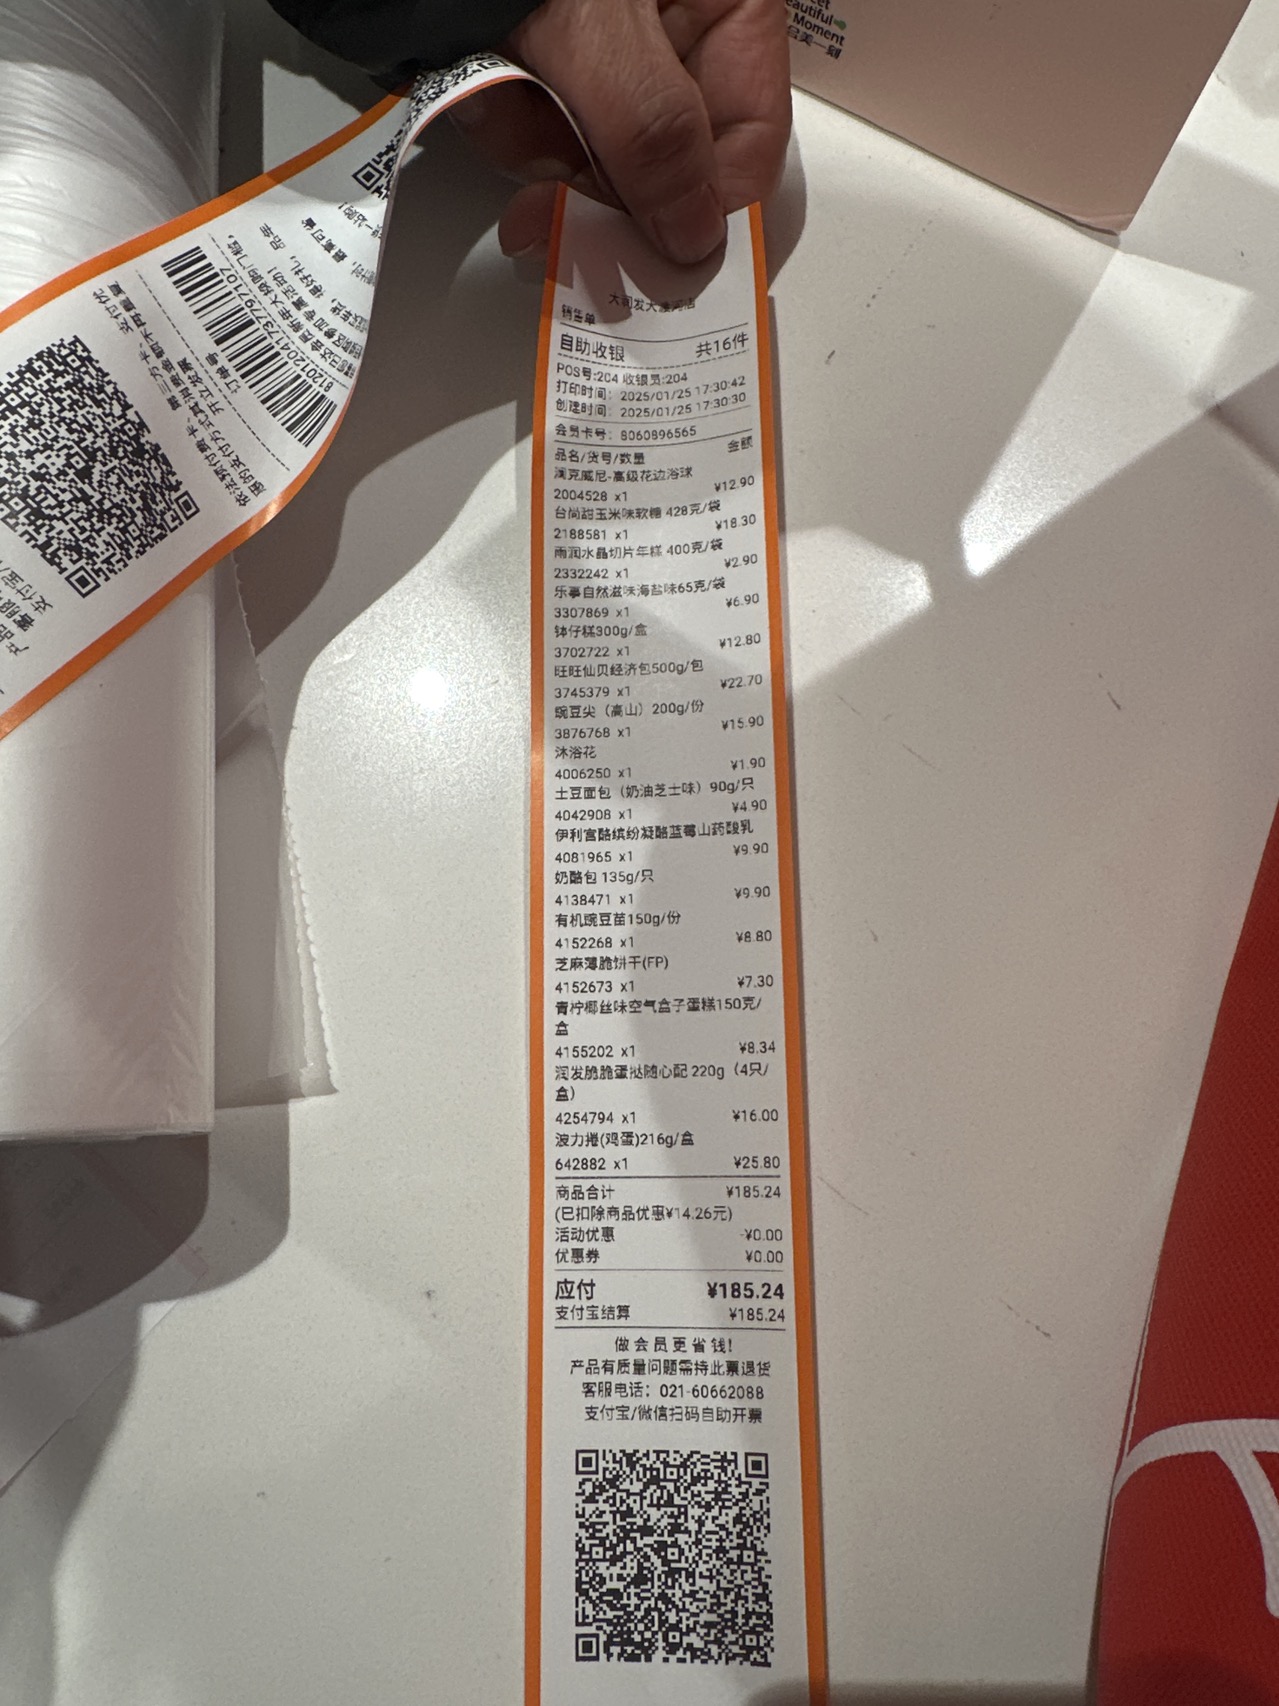 eet
Beautiful
Moment
合美一刻
大润发大渡河店
销售单
自助收银 共16件
POS号:204 收银员:204
打印时间: 2025/01/25 17:30:42
创建时间: 2025/01/25 17:30:30
会员卡号: 8060896565
品名/货号/数量 金额
澜克威尼-高级花边浴球
2004528 x1 ¥12.90
台尚甜玉米味软糖 428克/袋
2188581 x1 ¥18.30
雨润水晶切片年糕 400克/袋
2332242 x1 ¥2.90
乐事自然滋味海盐味65克/袋
3307869 x1 ¥6.90
钵仔糕300g/盒
3702722 x1 ¥12.80
旺旺仙贝经济包500g/包
3745379 x1 ¥22.70
豌豆尖（高山）200g/份
3876768 x1 ¥15.90
沐浴花
4006250 x1 ¥1.90
土豆面包（奶油芝士味）90g/只
4042908 x1 ¥4.90
伊利宫酪缤纷凝酪蓝莓山药酸乳
4081965 x1 ¥9.90
奶酪包 135g/只
4138471 x1 ¥9.90
有机豌豆苗150g/份
4152268 x1 ¥8.80
芝麻薄脆饼干(FP)
4152673 x1 ¥7.30
青柠椰丝味空气盒子蛋糕150克/
盒
4155202 x1 ¥8.34
润发脆脆蛋挞随心配 220g（4只/
盒）
4254794 x1 ¥16.00
波力捲(鸡蛋)216g/盒
642882 x1 ¥25.80
商品合计 ¥185.24
(已扣除商品优惠¥14.26元)
活动优惠 -¥0.00
优惠券 ¥0.00
应付 ¥185.24
支付宝结算 ¥185.24
做会员更省钱!
产品有质量问题需持此票退货
客服电话: 021-60662088
支付宝/微信扫码自助开票
订单号
812012041737797107